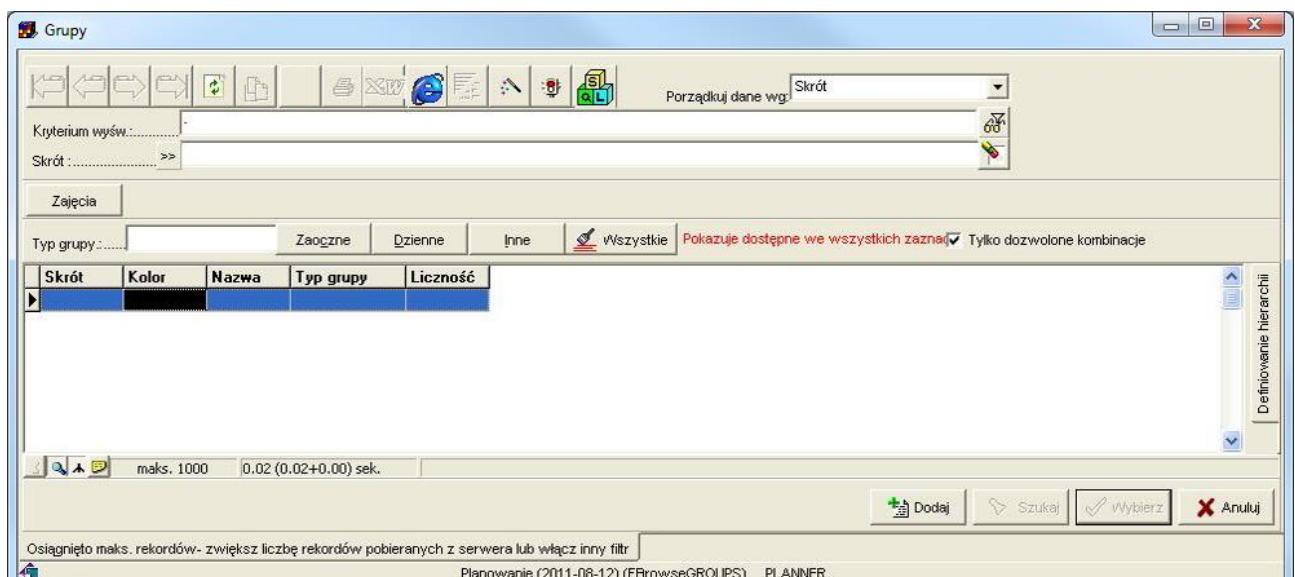 Grupy
XW
SQL
Porządkuj dane wg: Skrót
Kryterium wyśw.:............ -
Skrót :...................... >>
Zajęcia
Typ grupy.:...... Zaoczne Dzienne Inne Wszystkie Pokazuje dostępne we wszystkich zaznac Tylko dozwolone kombinacje
Skrót Kolor Nazwa Typ grupy Liczność
Definiowanie hierarchii
maks. 1000 0.02 (0.02+0.00) sek.
Dodaj Szukaj Wybierz Anuluj
Osiągnięto maks. rekordów- zwiększ liczbę rekordów pobieranych z serwera lub włącz inny filtr
Planowanie (2011-08-12) (FBrowseGROUPS) PLANNER